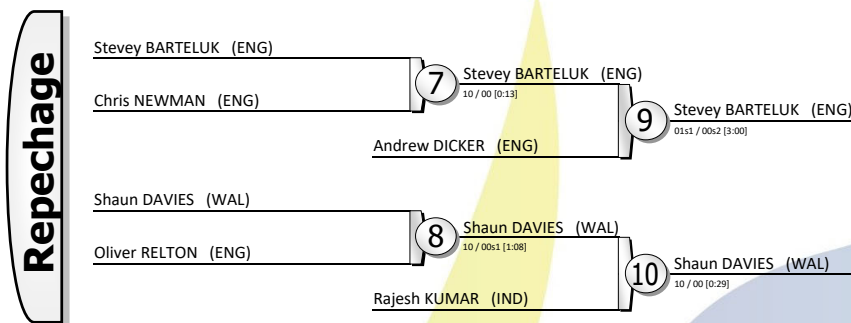 Repechage
Stevey BARTELUK (ENG)
Chris NEWMAN (ENG)
7
Stevey BARTELUK (ENG)
10 / 00 [0:13]
Andrew DICKER (ENG)
9
Stevey BARTELUK (ENG)
01s1 / 00s2 [3:00]
Shaun DAVIES (WAL)
Oliver RELTON (ENG)
8
Shaun DAVIES (WAL)
10 / 00s1 [1:08]
Rajesh KUMAR (IND)
10
Shaun DAVIES (WAL)
10 / 00 [0:29]